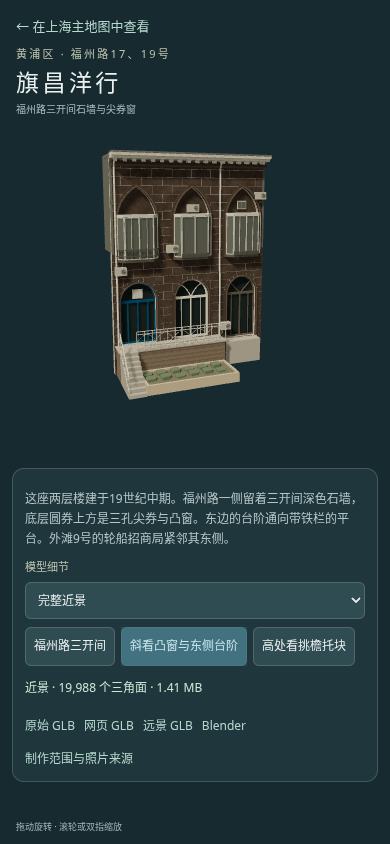 ← 在上海主地图中查看
黄浦区 · 福州路17、19号
旗昌洋行
福州路三开间石墙与尖券窗
这座两层楼建于19世纪中期。福州路一侧留着三开间深色石墙，
底层圆券上方是三孔尖券与凸窗。东边的台阶通向带铁栏的平
台。外滩9号的轮船招商局紧邻其东侧。
模型细节
完整近景
福州路三开间 斜看凸窗与东侧台阶 高处看挑檐托块
近景 · 19,988 个三角面 · 1.41 MB
原始 GLB 网页 GLB 远景 GLB Blender
制作范围与照片来源
拖动旋转 · 滚轮或双指缩放